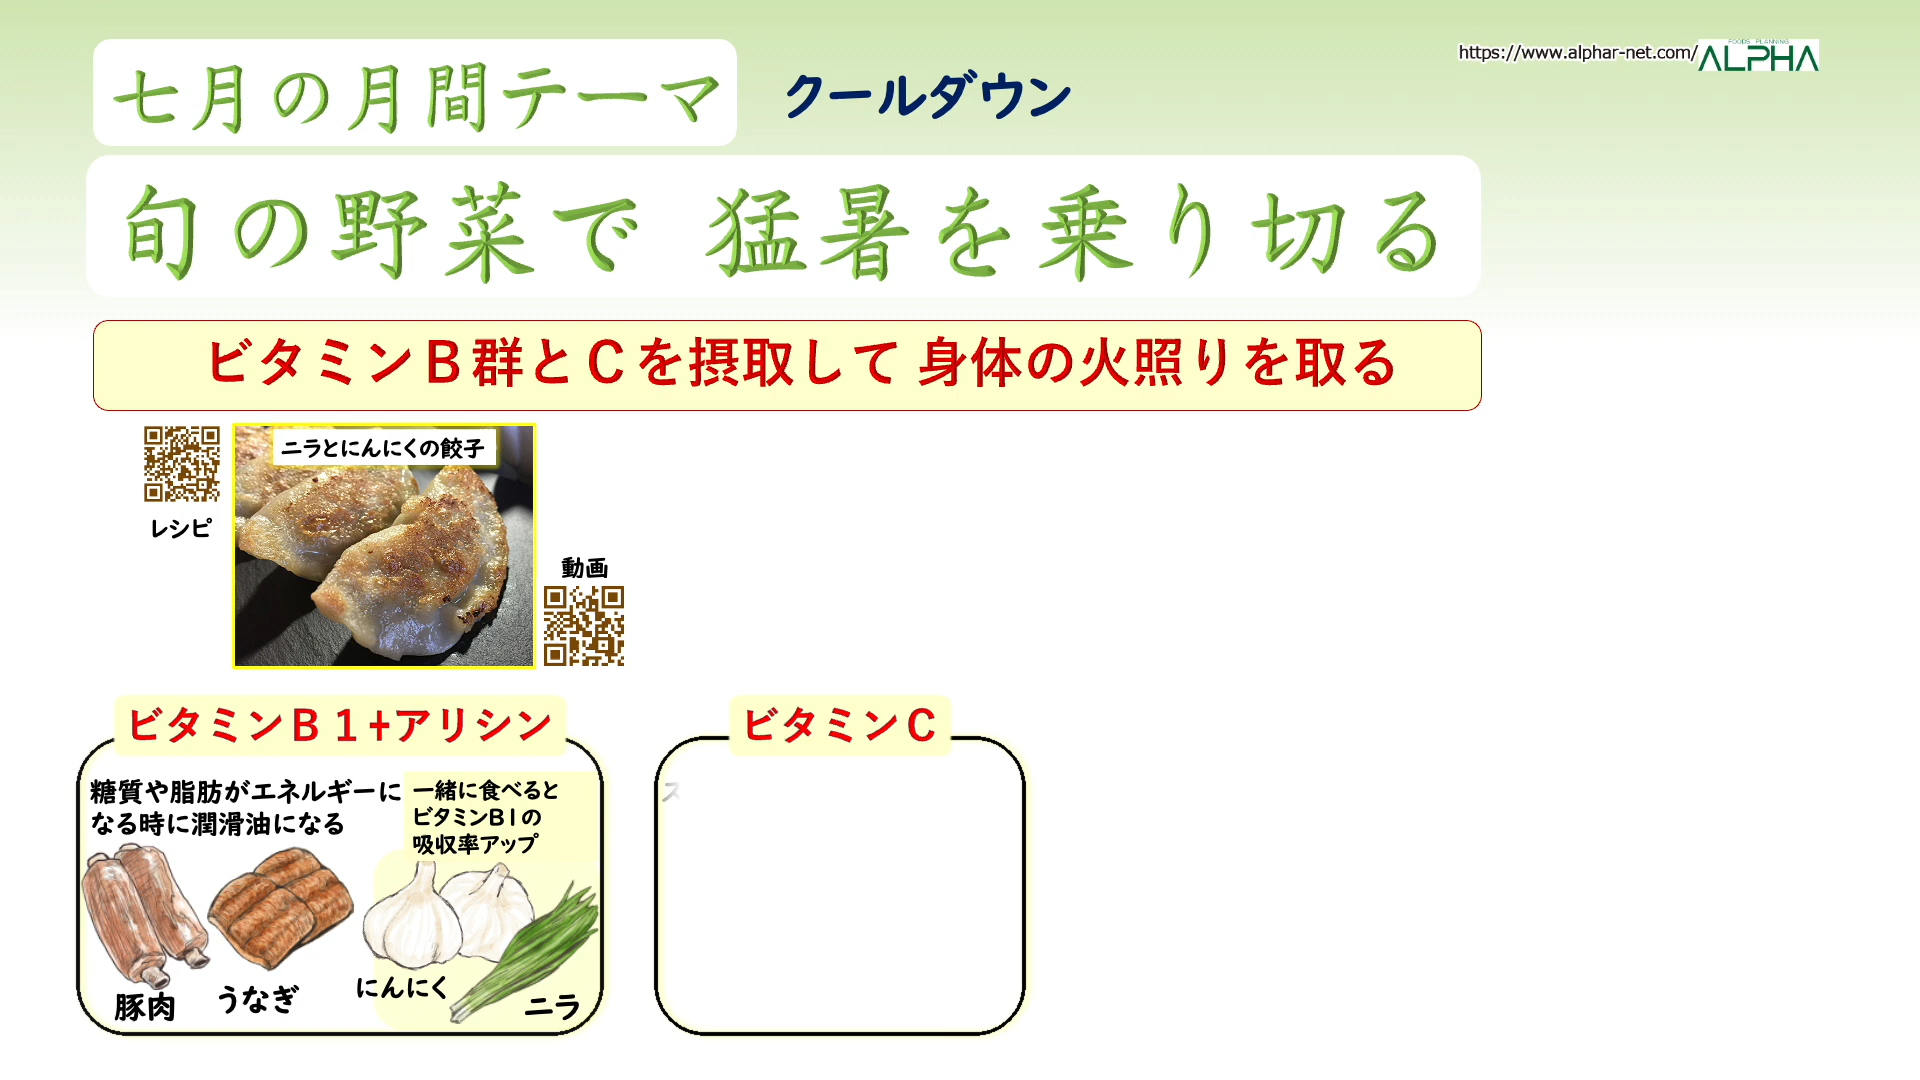 七月の月間テーマ
クールダウン
https://www.alphar-net.com/
FOODS PLANNING
ALPHA
旬の野菜で 猛暑を乗り切る
ビタミンB群とCを摂取して 身体の火照りを取る
ニラとにんにくの餃子
レシピ
動画
ビタミンB1+アリシン
糖質や脂肪がエネルギーに
なる時に潤滑油になる
一緒に食べると
ビタミンB1の
吸収率アップ
豚肉
うなぎ
にんにく
ニラ
ビタミンC